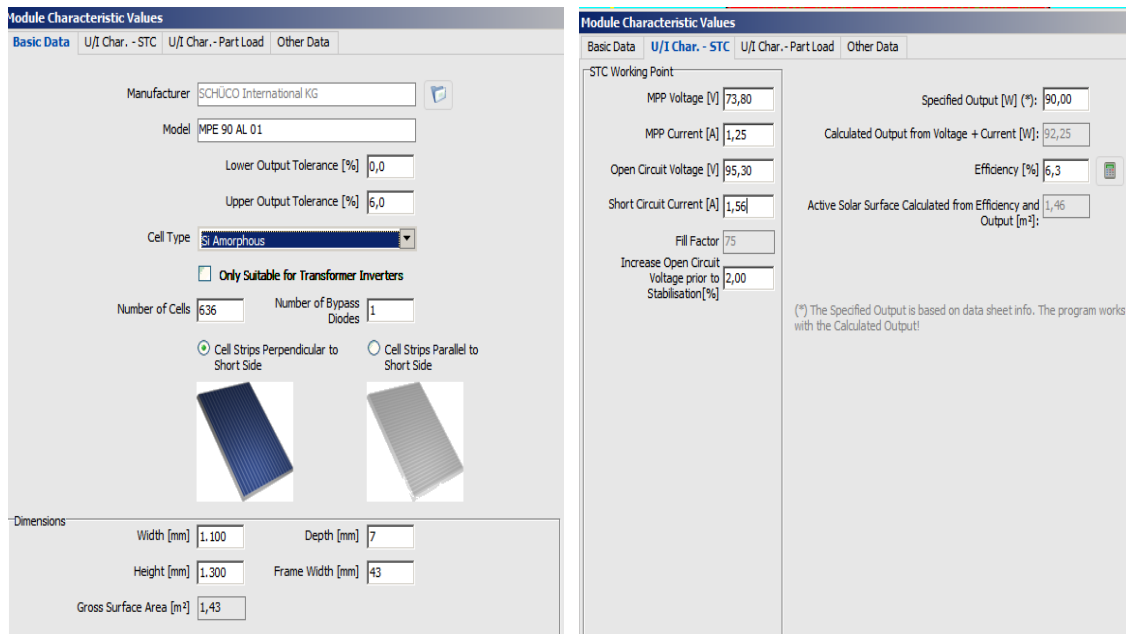 Module Characteristic Values
Basic Data U/I Char. - STC U/I Char.- Part Load Other Data
Manufacturer SCHÜCO International KG
Model MPE 90 AL 01
Lower Output Tolerance [%] 0,0
Upper Output Tolerance [%] 6,0
Cell Type Si Amorphous
Only Suitable for Transformer Inverters
Number of Cells 636 Number of Bypass
Diodes 1
Cell Strips Perpendicular to Cell Strips Parallel to
Short Side Short Side
Dimensions
Width [mm] 1.100 Depth [mm] 7
Height [mm] 1.300 Frame Width [mm] 43
Gross Surface Area [m²] 1,43
Module Characteristic Values
Basic Data U/I Char. - STC U/I Char.- Part Load Other Data
STC Working Point
MPP Voltage [V] 73,80 Specified Output [W] (*): 90,00
MPP Current [A] 1,25 Calculated Output from Voltage + Current [W]: 92,25
Open Circuit Voltage [V] 95,30 Efficiency [%] 6,3
Short Circuit Current [A] 1,56 Active Solar Surface Calculated from Efficiency and 1,46
Output [m²]:
Fill Factor 75
Increase Open Circuit
Voltage prior to 2,00
Stabilisation[%]
(*) The Specified Output is based on data sheet info. The program works
with the Calculated Output!